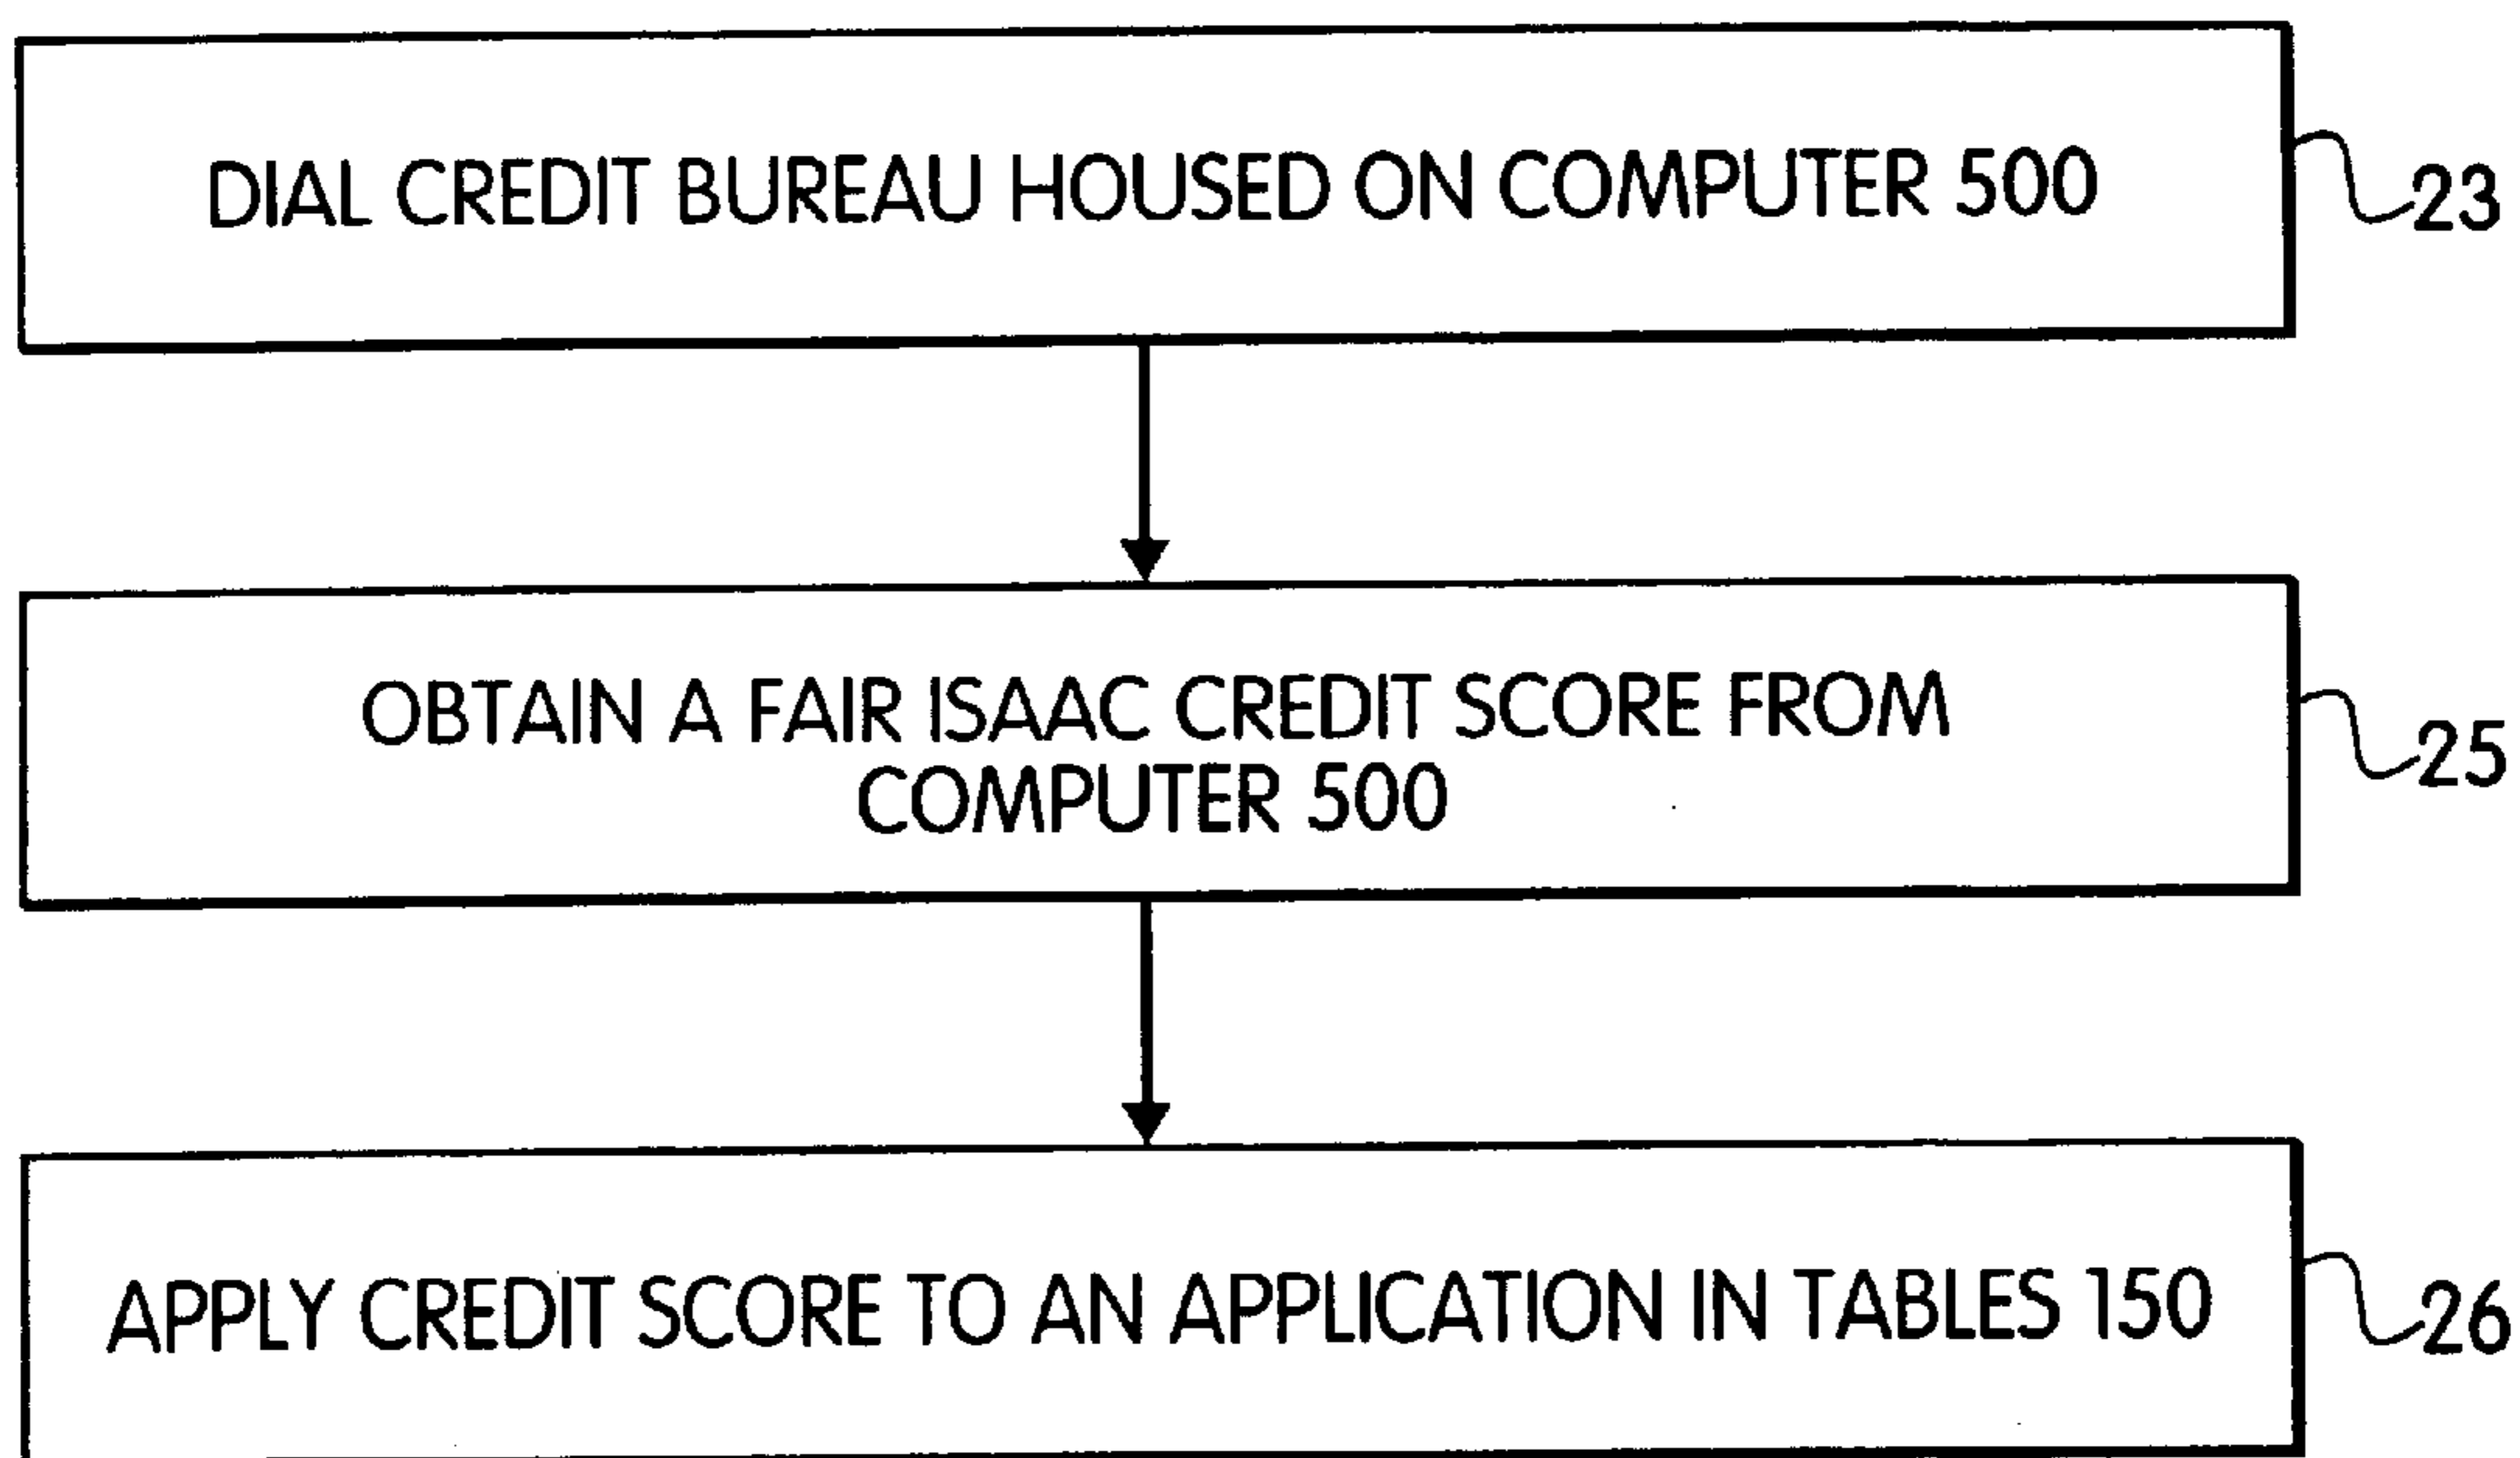 DIAL CREDIT BUREAU HOUSED ON COMPUTER 500
23
OBTAIN A FAIR ISAAC CREDIT SCORE FROM
COMPUTER 500
25
APPLY CREDIT SCORE TO AN APPLICATION IN TABLES 150
26